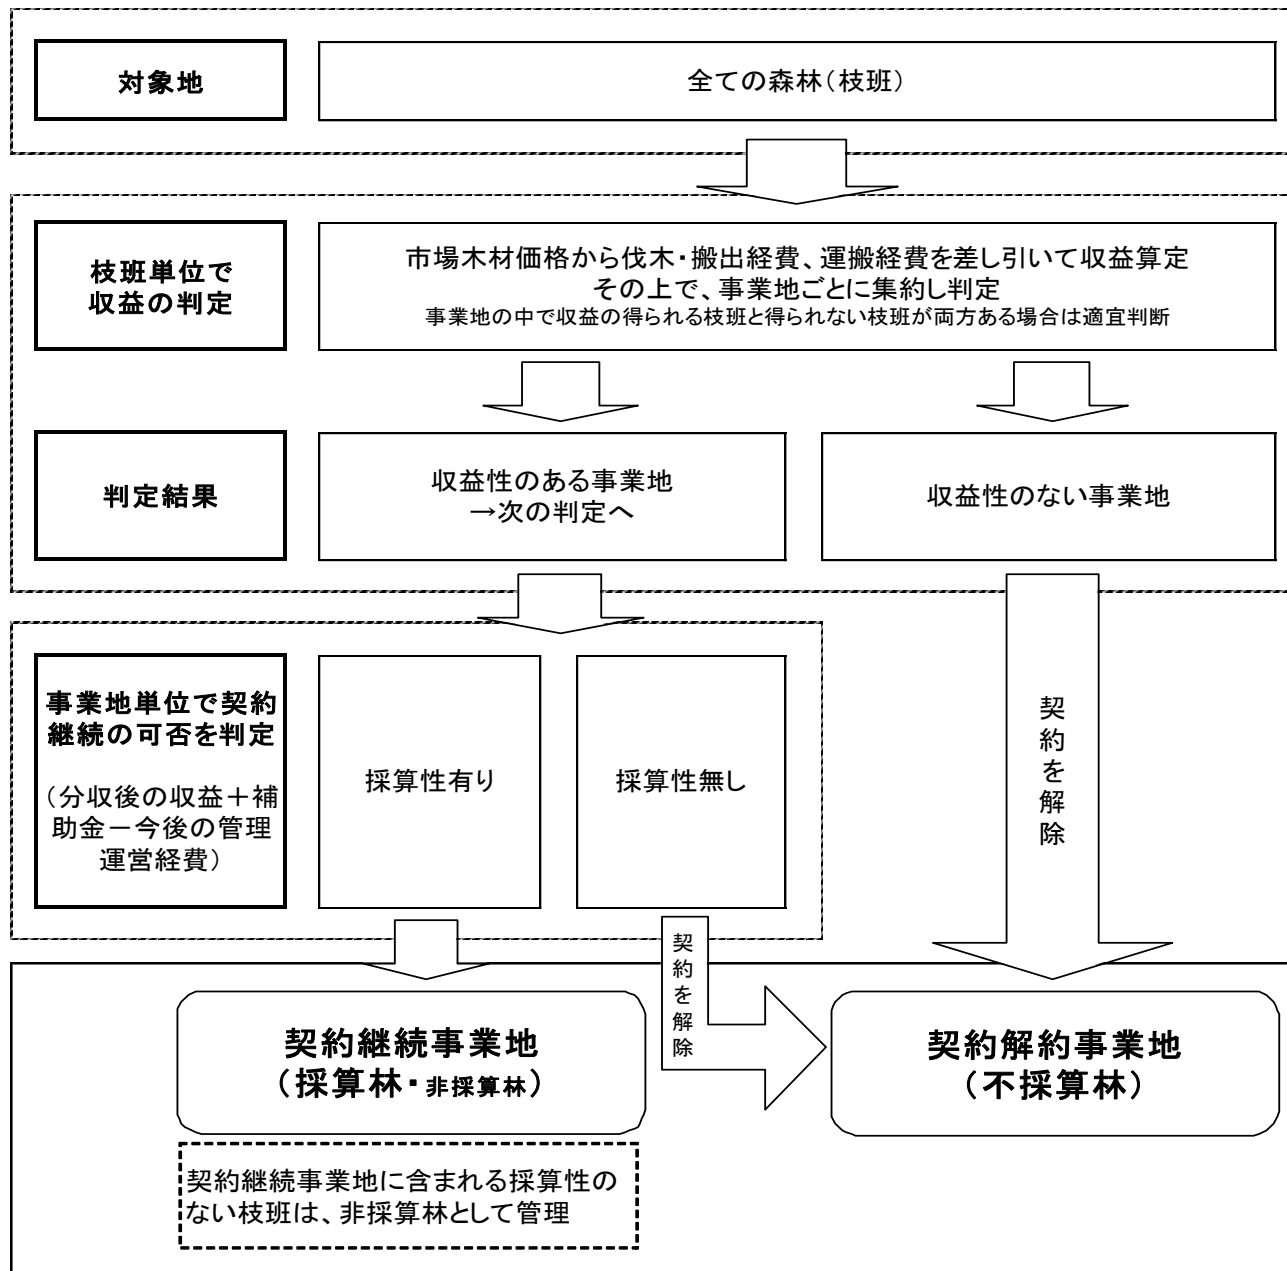 対象地
全ての森林（枝班）
枝班単位で
収益の判定
市場木材価格から伐木・搬出経費、運搬経費を差し引いて収益算定
その上で、事業地ごとに集約し判定
事業地の中で収益の得られる枝班と得られない枝班が両方ある場合は適宜判断
判定結果
収益性のある事業地
→次の判定へ
収益性のない事業地
事業地単位で契約
継続の可否を判定
（分収後の収益＋補
助金－今後の管理
運営経費）
採算性有り
採算性無し
契約を解除
契約を解除
契約継続事業地
（採算林・非採算林）
契約解約事業地
（不採算林）
契約継続事業地に含まれる採算性の
ない枝班は、非採算林として管理